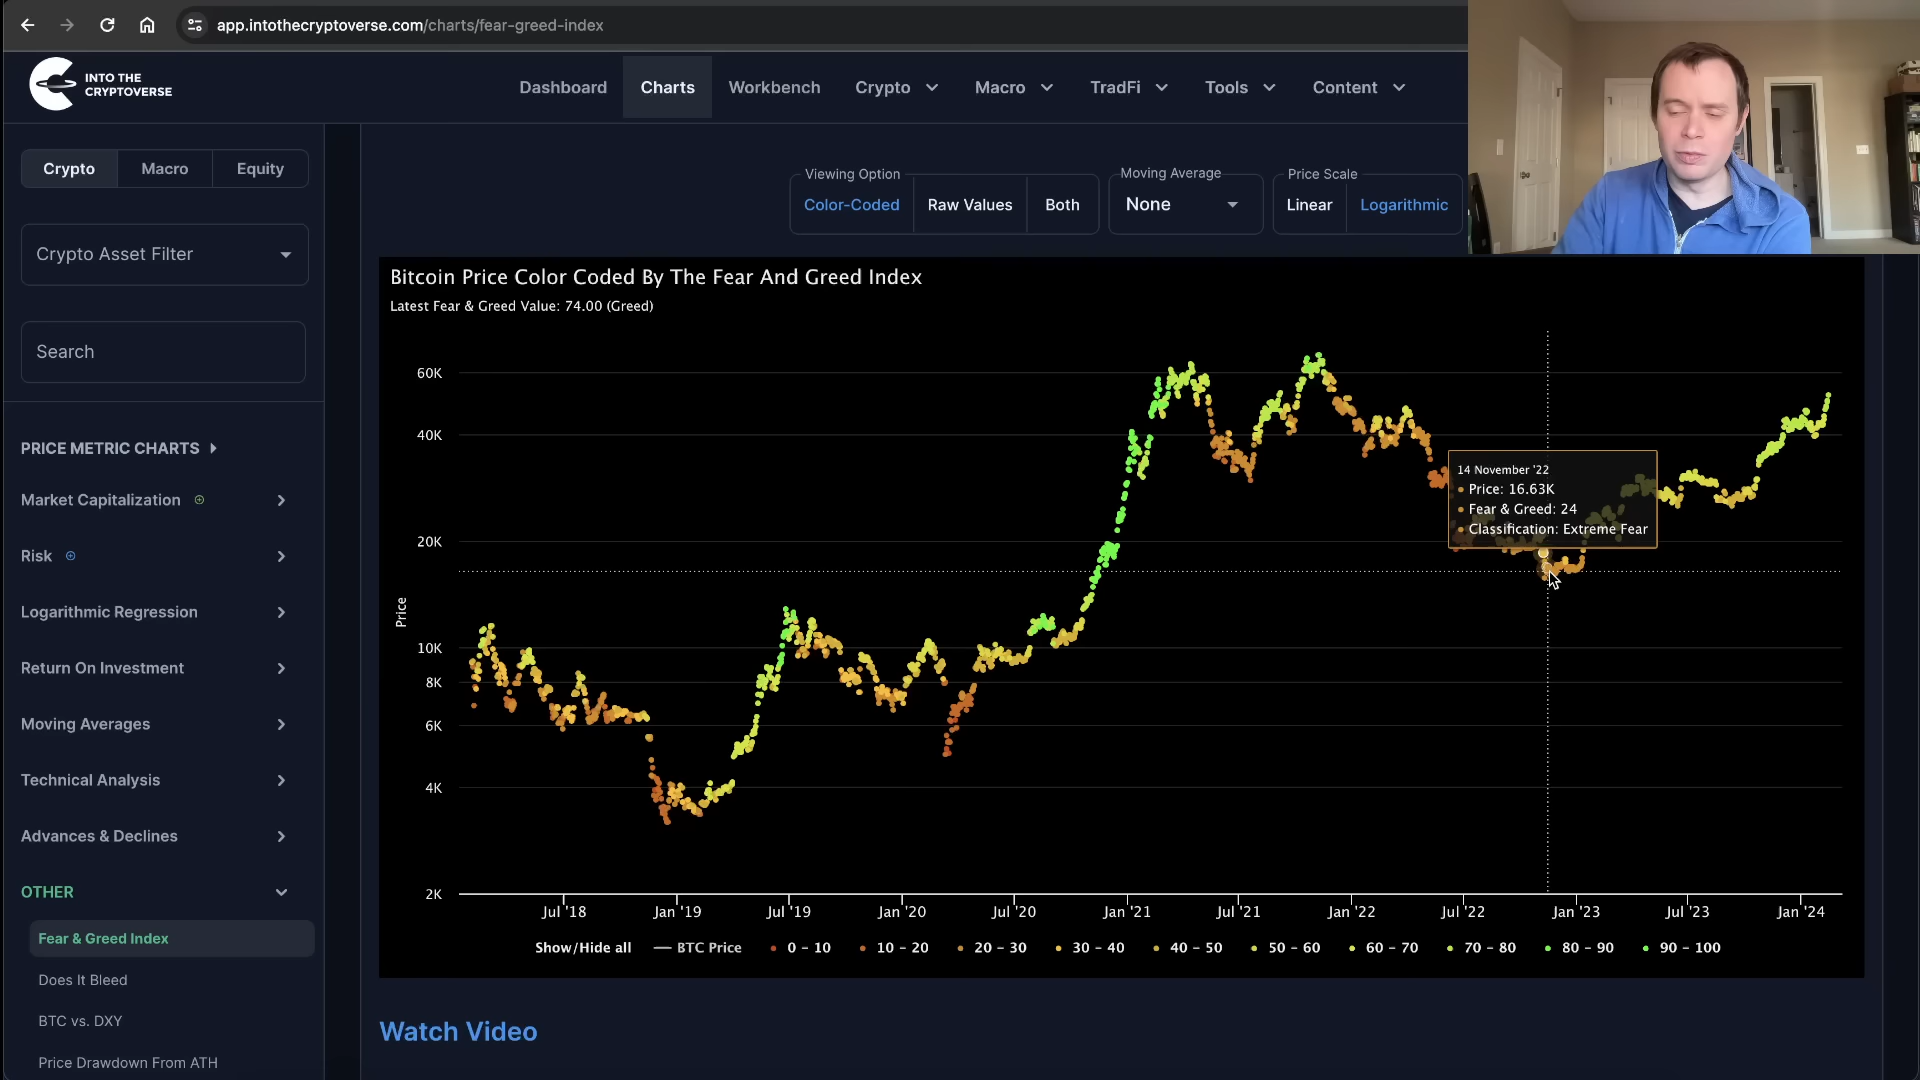 app.intothecryptoverse.com/charts/fear-greed-index
INTO THE
CRYPTOVERSE
Dashboard
Charts
Workbench
Crypto
Macro
TradFi
Tools
Content
Crypto
Macro
Equity
Crypto Asset Filter
Search
PRICE METRIC CHARTS
Market Capitalization
Risk
Logarithmic Regression
Return On Investment
Moving Averages
Technical Analysis
Advances & Declines
OTHER
Fear & Greed Index
Does It Bleed
BTC vs. DXY
Price Drawdown From ATH
Viewing Option
Color-Coded
Raw Values
Both
Moving Average
None
Price Scale
Linear
Logarithmic
Bitcoin Price Color Coded By The Fear And Greed Index
Latest Fear & Greed Value: 74.00 (Greed)
60K
40K
20K
10K
8K
6K
4K
2K
Price
14 November '22
Price: 16.63K
Fear & Greed: 24
Classification: Extreme Fear
Jul '18
Jan '19
Jul '19
Jan '20
Jul '20
Jan '21
Jul '21
Jan '22
Jul '22
Jan '23
Jul '23
Jan '24
Show/Hide all
BTC Price
0 – 10
10 – 20
20 – 30
30 – 40
40 – 50
50 – 60
60 – 70
70 – 80
80 – 90
90 – 100
Watch Video